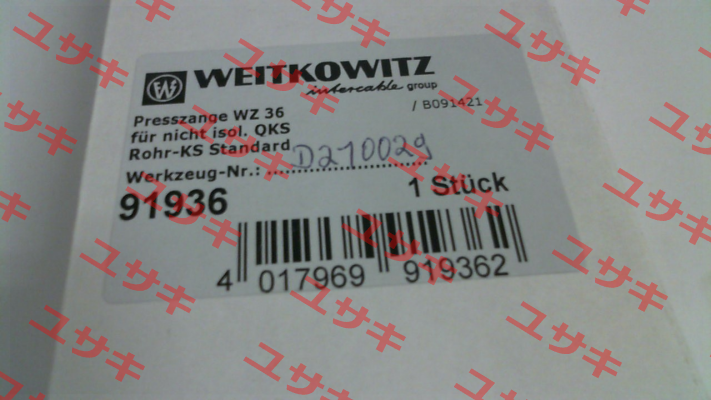 WEITKOWITZ
intercable group
Presszange WZ 36
/ B091421
für nicht isol. QKS
Rohr-KS Standard
Werkzeug-Nr.: D210029
91936
1 Stück
4 017969 919362
ユサキ